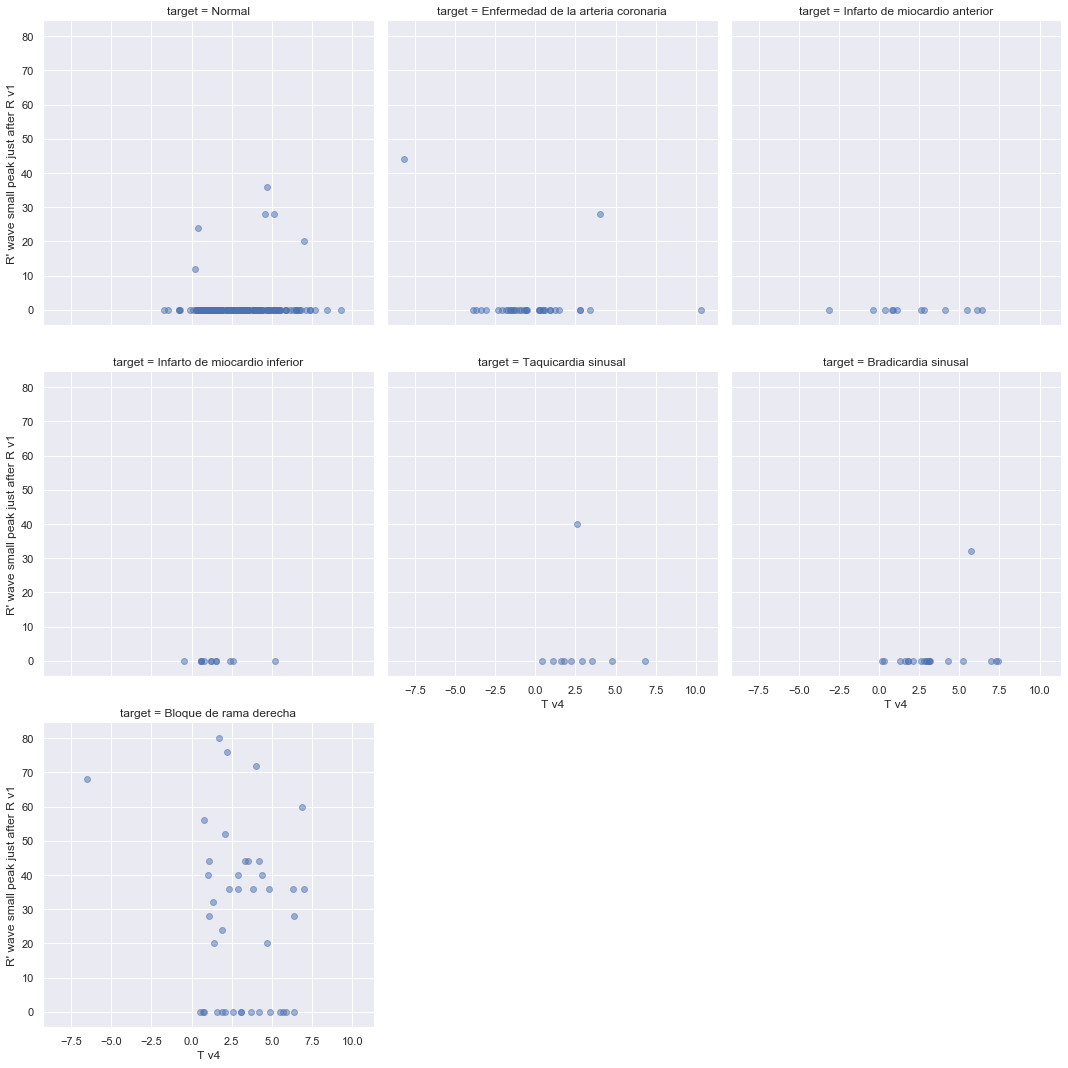 target = Normal
target = Enfermedad de la arteria coronaria
target = Infarto de miocardio anterior
80
70
60
50
40
30
20
10
0
R' wave small peak just after R v1
target = Infarto de miocardio inferior
target = Taquicardia sinusal
target = Bradicardia sinusal
80
70
60
50
40
30
20
10
0
R' wave small peak just after R v1
−7.5 −5.0 −2.5 0.0 2.5 5.0 7.5 10.0
T v4
−7.5 −5.0 −2.5 0.0 2.5 5.0 7.5 10.0
T v4
target = Bloque de rama derecha
80
70
60
50
40
30
20
10
0
R' wave small peak just after R v1
−7.5 −5.0 −2.5 0.0 2.5 5.0 7.5 10.0
T v4